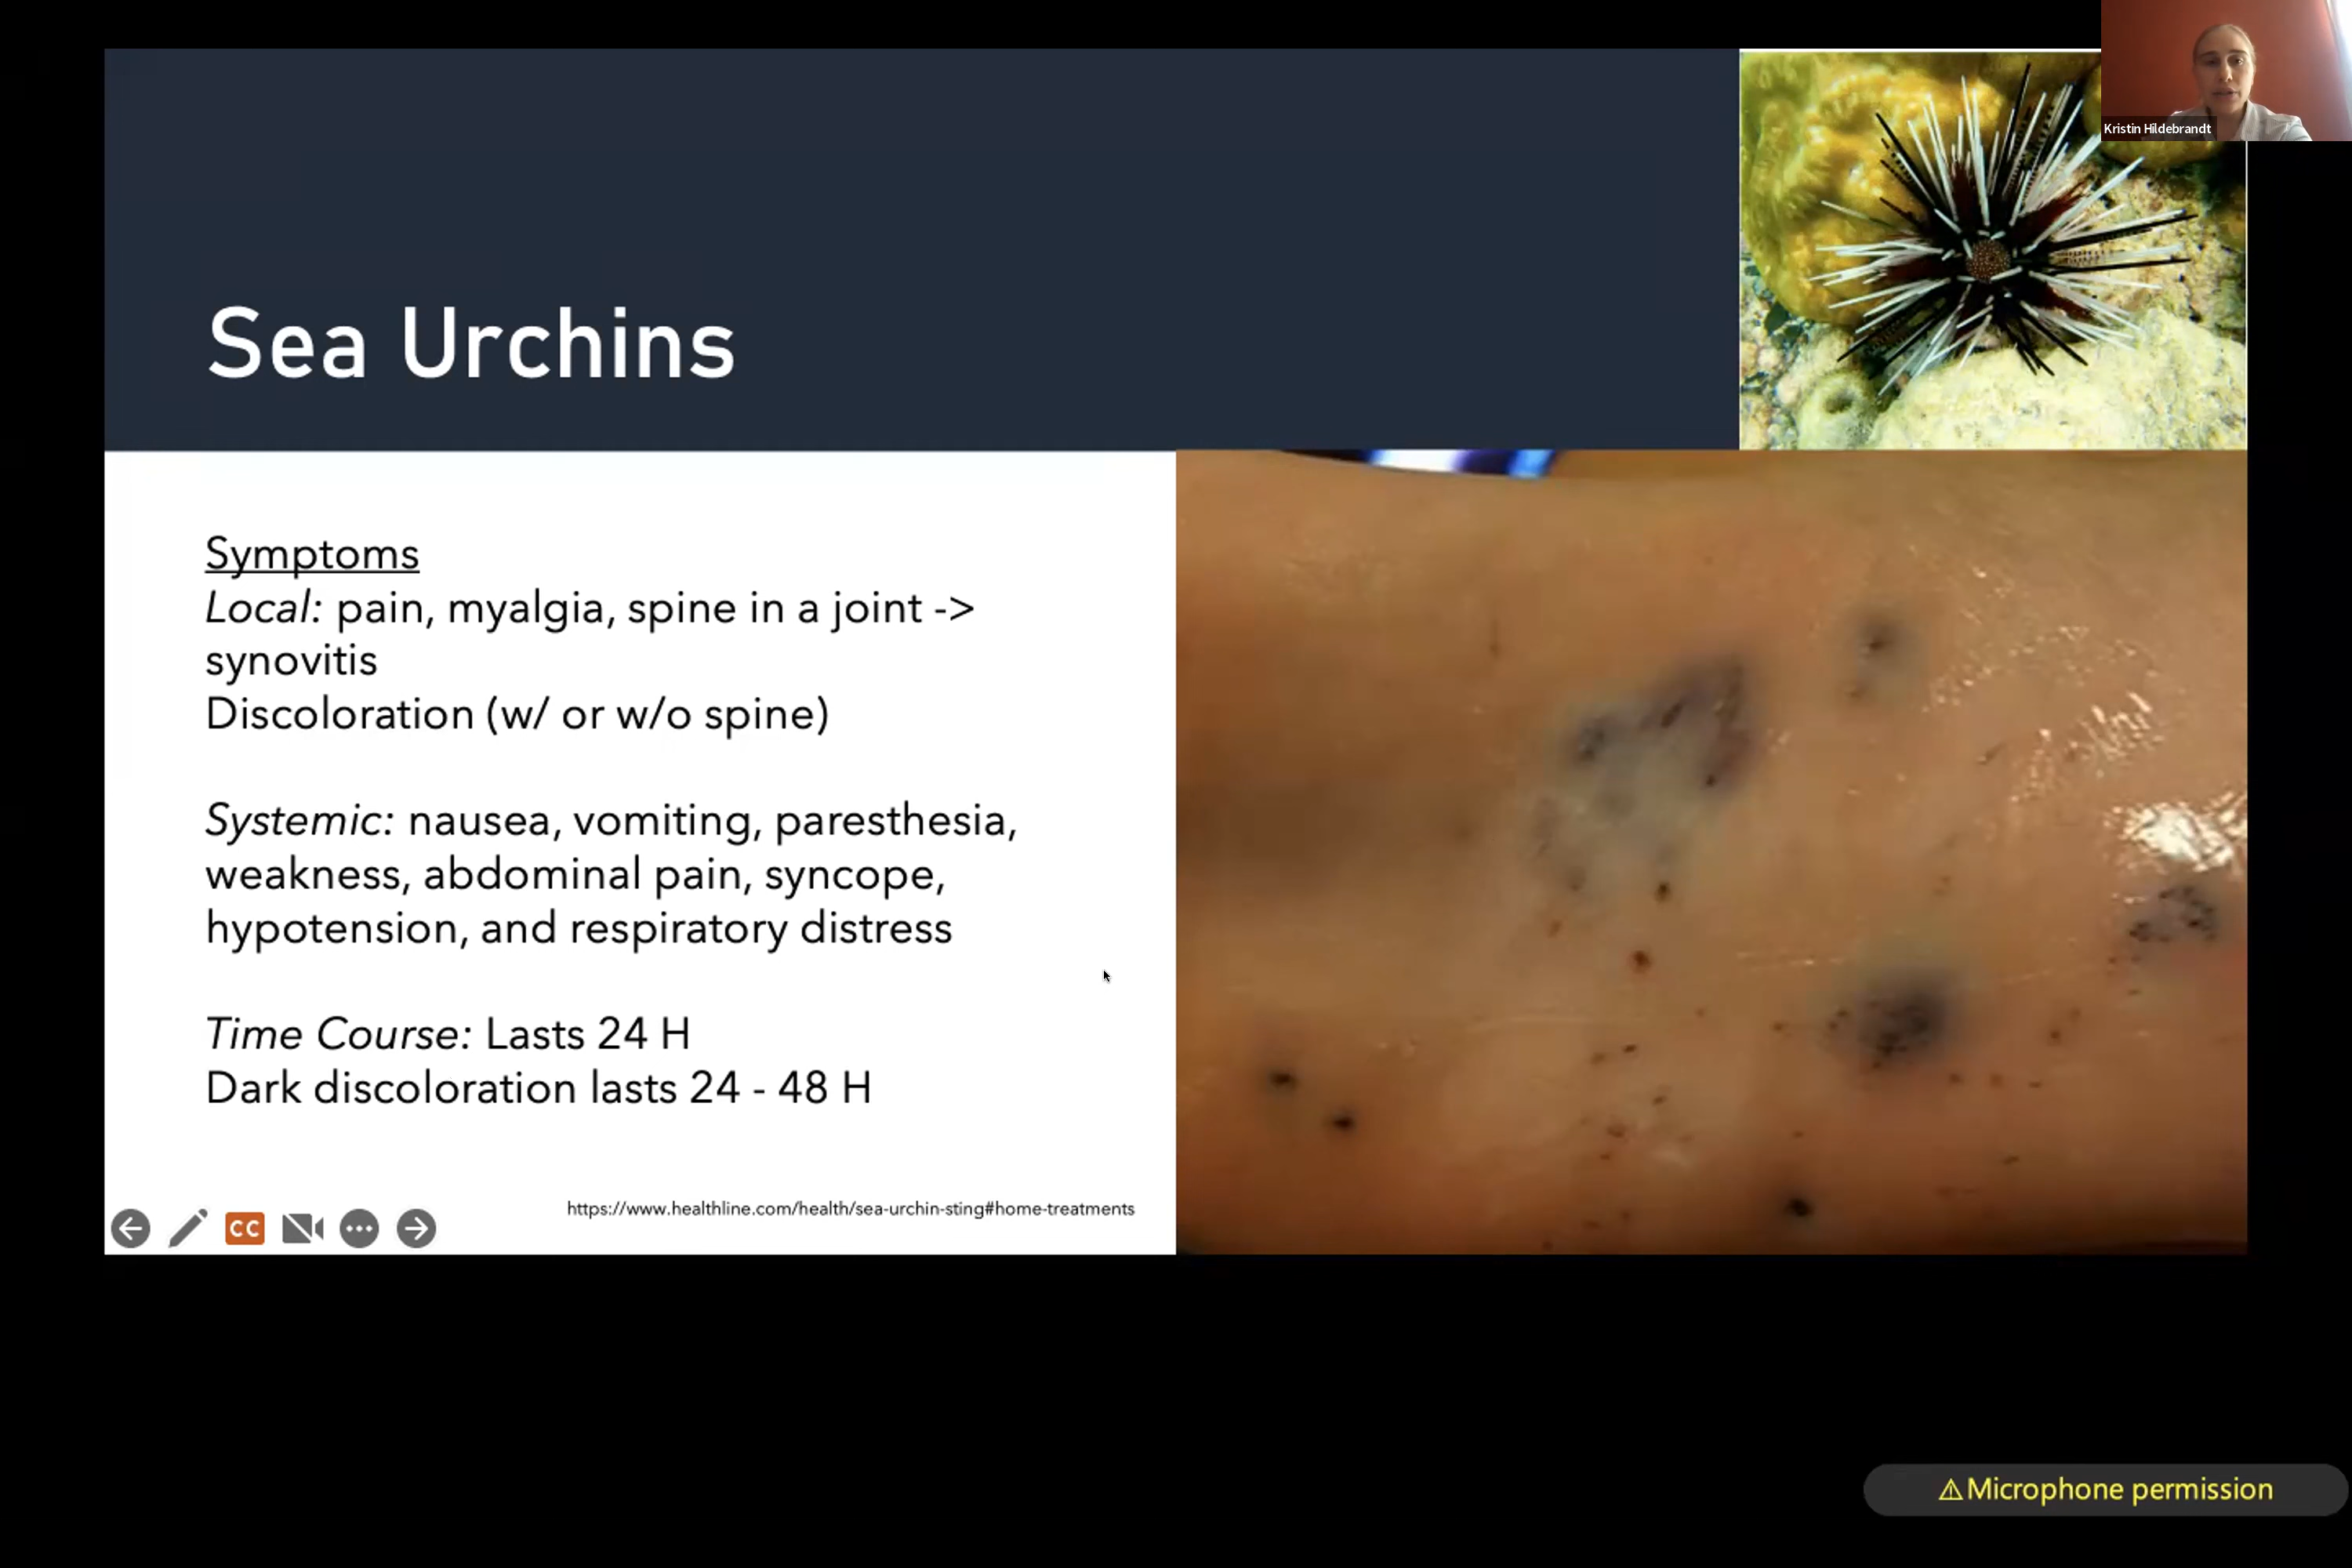 Kristin Hildebrandt
Sea Urchins
Symptoms
Local: pain, myalgia, spine in a joint ->
synovitis
Discoloration (w/ or w/o spine)
Systemic: nausea, vomiting, paresthesia,
weakness, abdominal pain, syncope,
hypotension, and respiratory distress
Time Course: Lasts 24 H
Dark discoloration lasts 24 - 48 H
https://www.healthline.com/health/sea-urchin-sting#home-treatments
CC
⚠Microphone permission